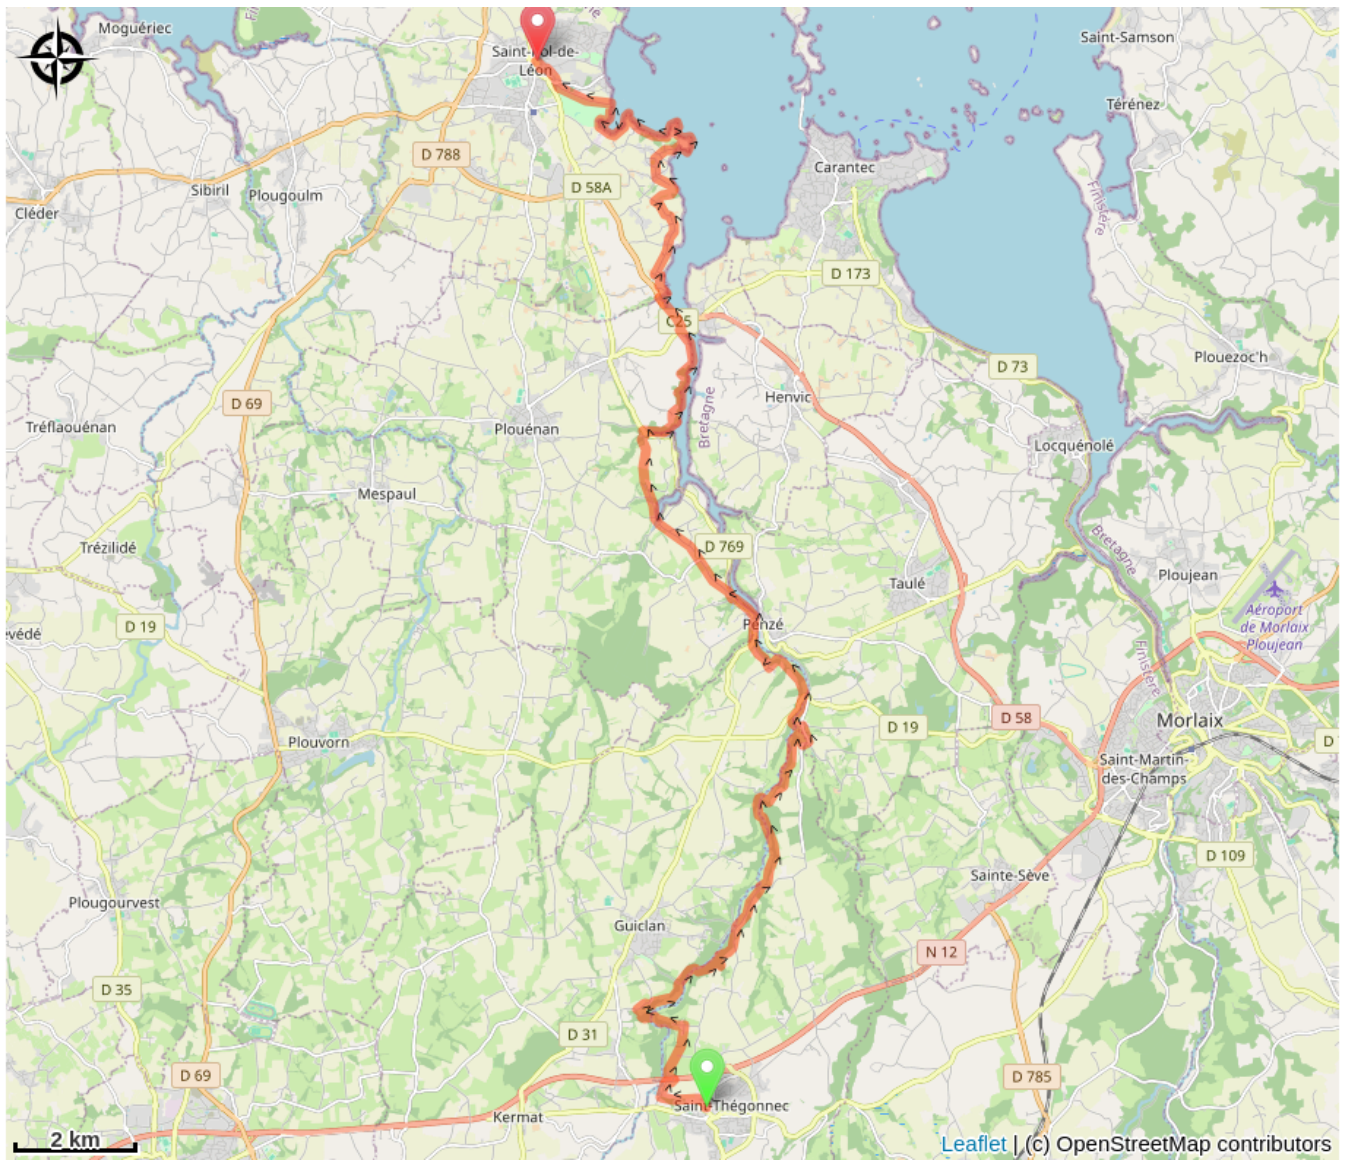 Moguériec
Saint-Pol-de-
Léon
Saint-Samson
Térénez
D 788
Carantec
D 58A
Sibiril
Plougoulm
Cléder
Finistère
D 173
C25
Plouezoc'h
D 73
D 69
Bretagne
Henvic
Tréflaouénan
Plouénan
Locquénolé
Mespaul
Trézilidé
D 769
Bretagne
Taulé
Ploujean
Aéroport
de Morlaix
Ploujean
evédé
D 19
Penzé
Finistère
D 58
Morlaix
D 19
Plouvorn
D
Saint-Martin-
des-Champs
D 109
Sainte-Sève
Plougourvest
Guiclan
N 12
D 35
D 31
D 69
D 785
Saint-Thégonnec
Kermat
2 km
Leaflet | (c) OpenStreetMap contributors